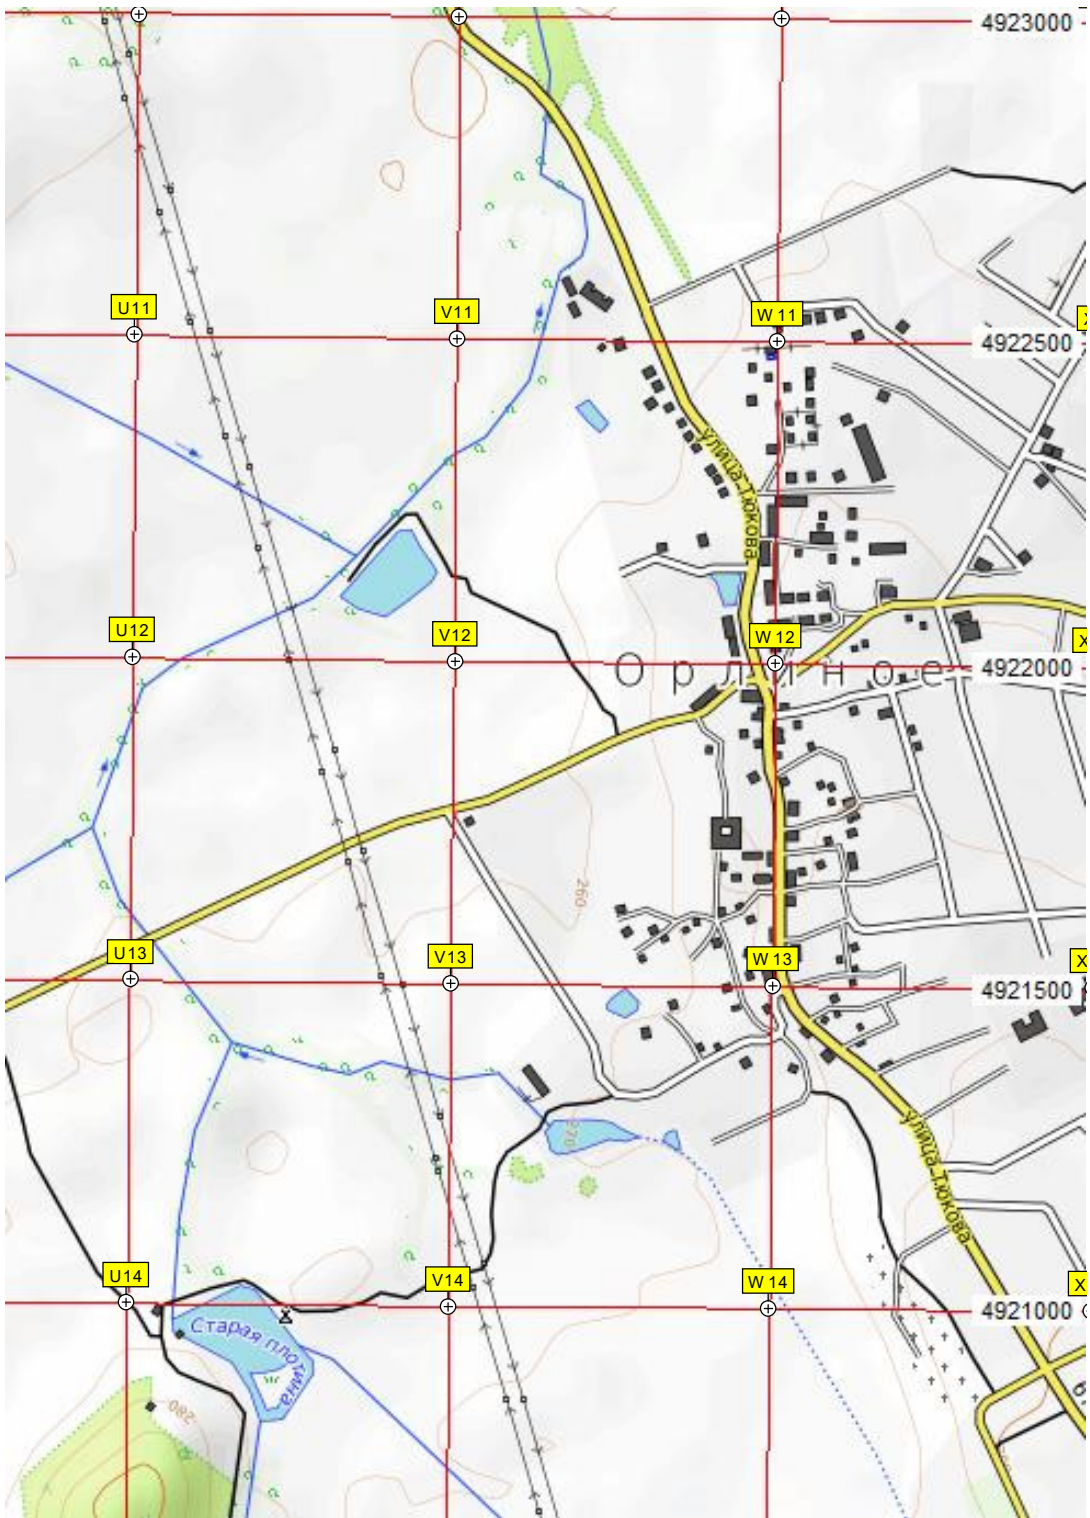 4923000
U11
V11
W 11
4922500
улица-Тюкова
U12
V12
W 12
X
Орлиное
4922000
260
U13
V13
W 13
X
4921500
270
улица-Тюкова
U14
V14
W 14
X
4921000
Старая плотина
280